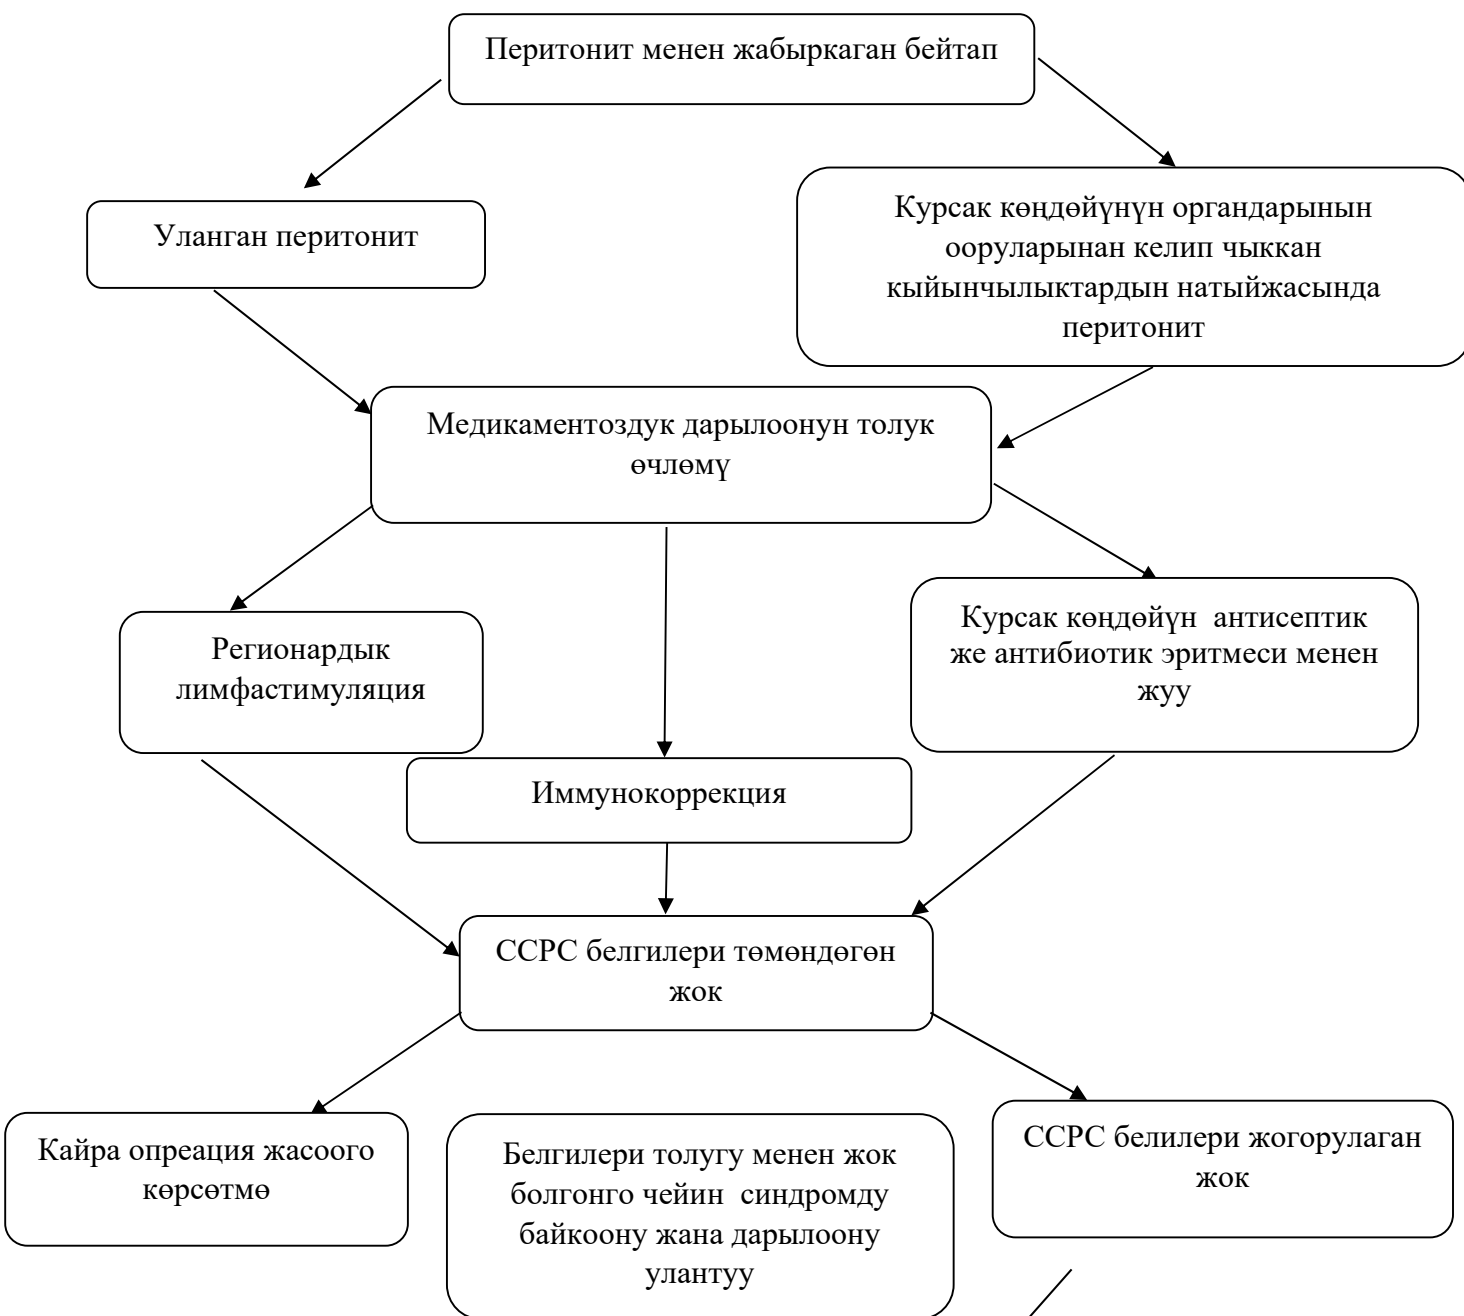 Перитонит менен жабыркаган бейтап
Уланган перитонит
Курсак көңдөйүнүн органдарынын
ооруларынан келип чыккан
кыйынчылыктардын натыйжасында
перитонит
Медикаментоздук дарылоонун толук
өчлөмү
Регионардык
лимфастимуляция
Курсак көңдөйүн  антисептик
же антибиотик эритмеси менен
жуу
Иммунокоррекция
ССРС белгилери төмөндөгөн
жок
Кайра опреация жасоого
көрсөтмө
Белгилери толугу менен жок
болгонго чейин  синдромду
байкоону жана дарылоону
улантуу
ССРС белилери жогорулаган
жок